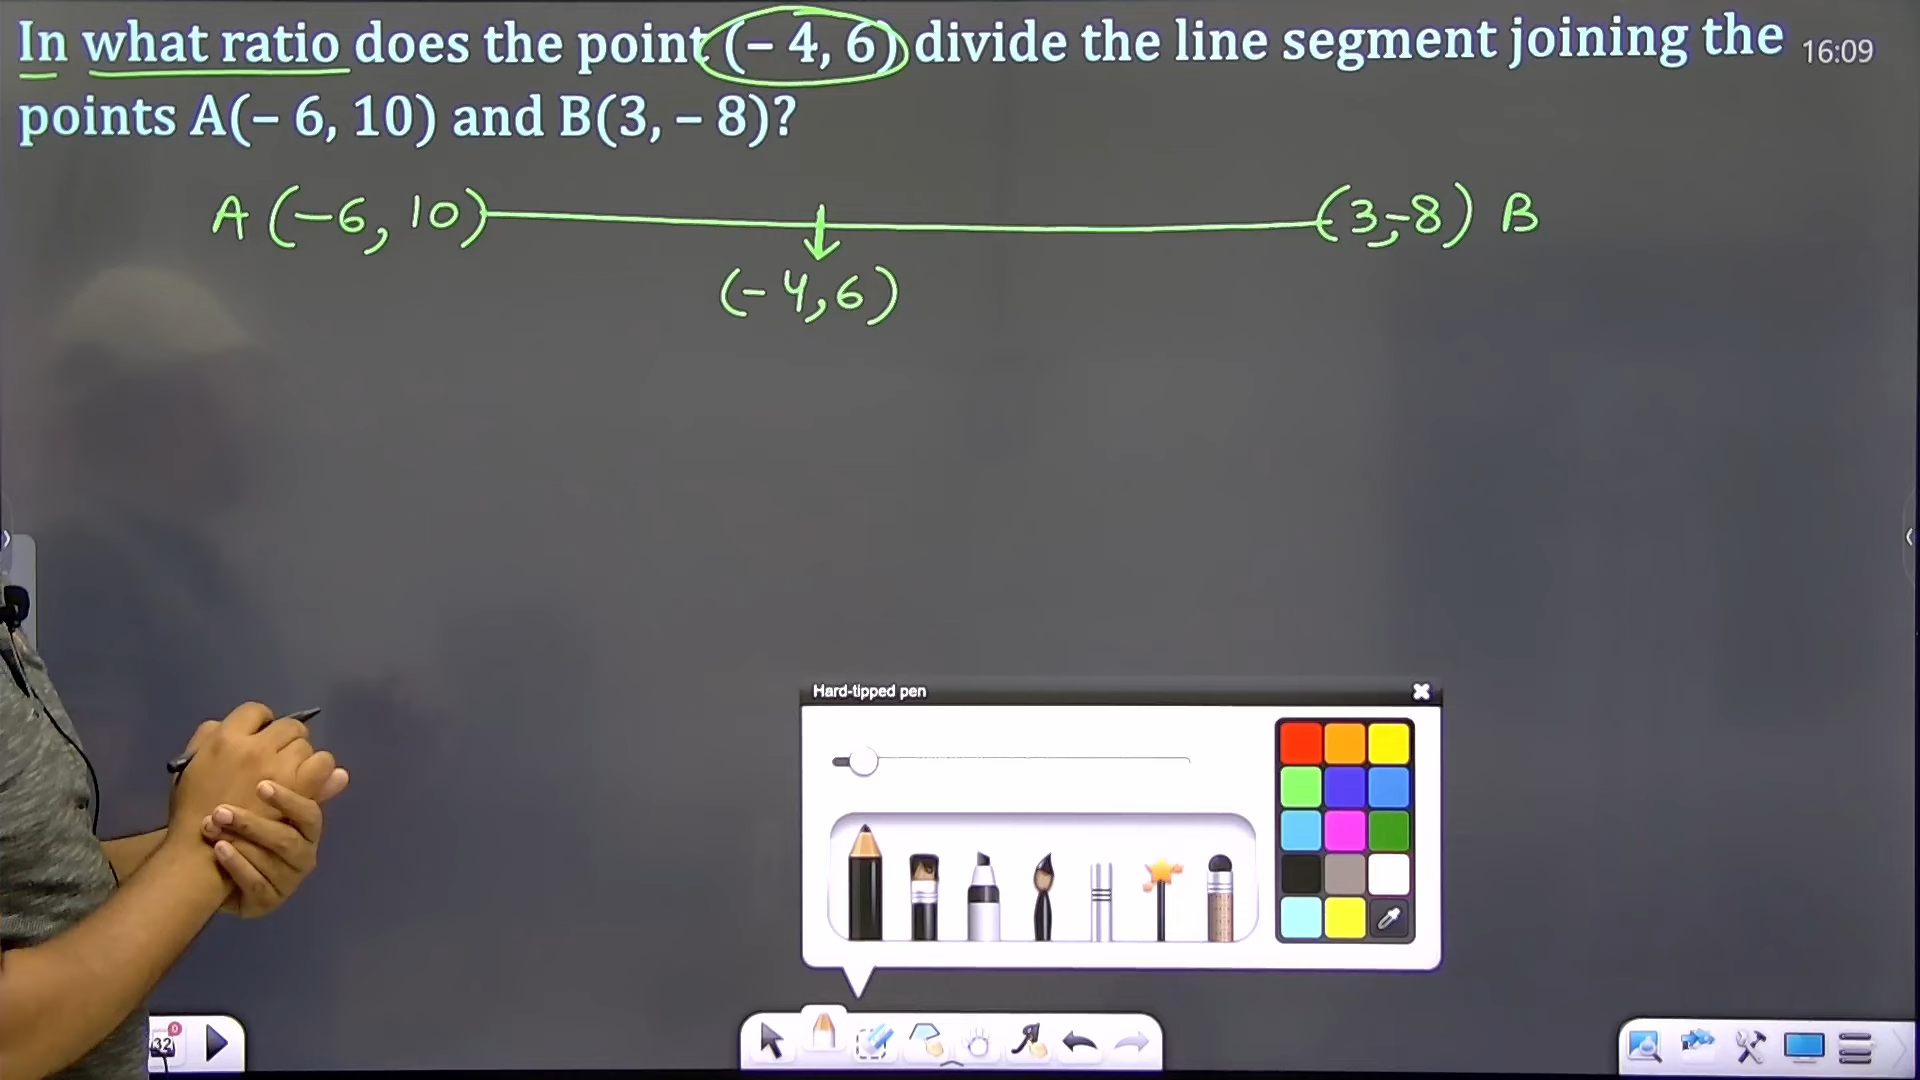 In what ratio does the point (– 4, 6) divide the line segment joining the
16:09
points A(– 6, 10) and B(3, – 8)?
A (-6, 10)
(3,-8) B
(-4,6)
Hard-tipped pen
32
0